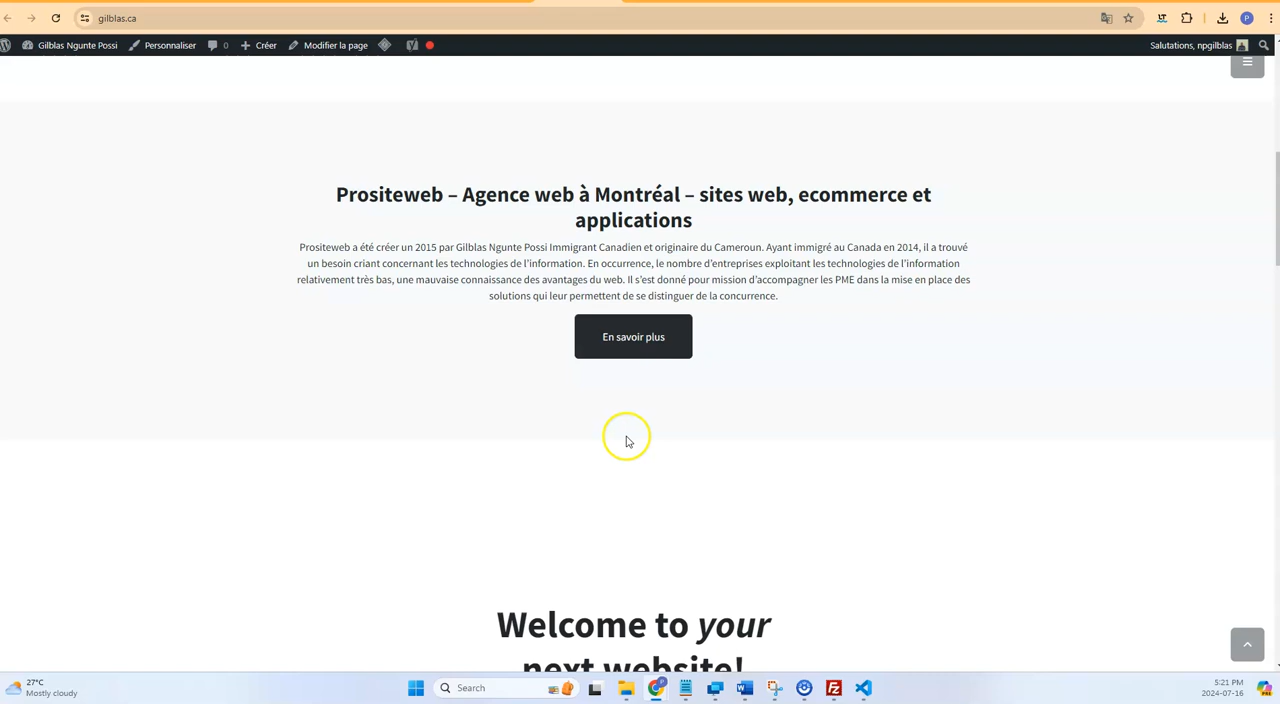 gilblas.ca
Gilblas Ngunte Possi
Personnaliser
0
Créer
Modifier la page
Salutations, npgilblas
Prositeweb – Agence web à Montréal – sites web, ecommerce et
applications
Prositeweb a été créer un 2015 par Gilblas Ngunte Possi Immigrant Canadien et originaire du Cameroun. Ayant immigré au Canada en 2014, il a trouvé
un besoin criant concernant les technologies de l'information. En occurrence, le nombre d'entreprises exploitant les technologies de l'information
relativement très bas, une mauvaise connaissance des avantages du web. Il s'est donné pour mission d'accompagner les PME dans la mise en place des
solutions qui leur permettent de se distinguer de la concurrence.
En savoir plus
Welcome to your
next website!
27°C
Mostly cloudy
Search
5:21 PM
2024-07-16